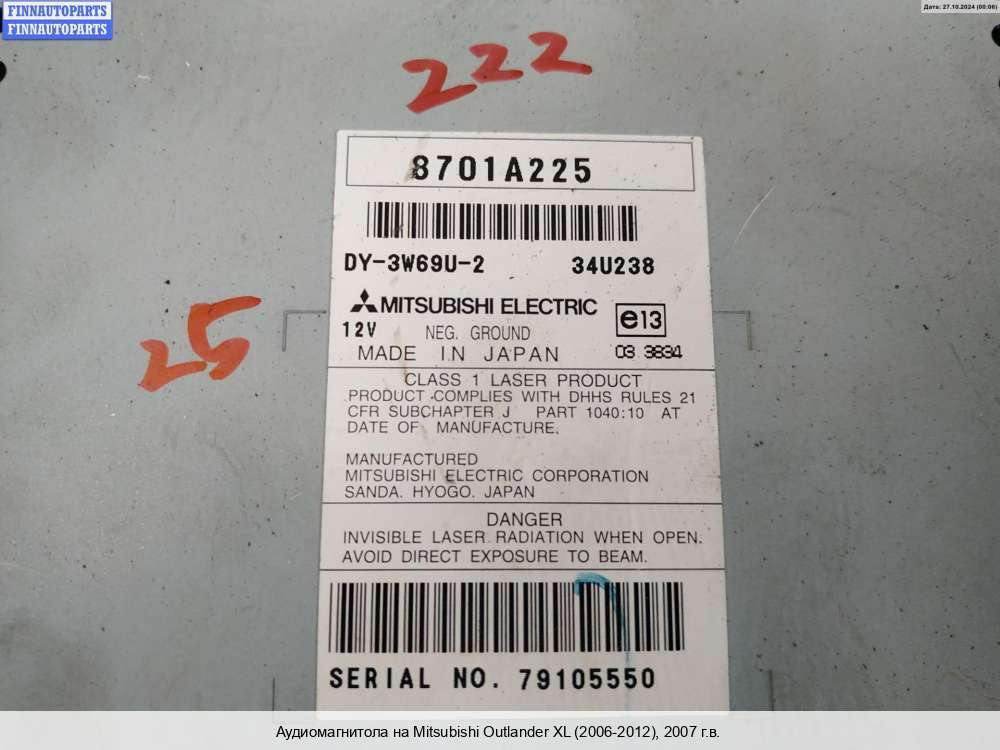 FINNAUTOPARTS
FINNAUTOPARTS
Дата: 27.10.2024 (00:06)
222
8701A225
DY-3W69U-2 34U238
MITSUBISHI ELECTRIC
12V NEG. GROUND e13
MADE IN JAPAN 03 3834
25
CLASS 1 LASER PRODUCT
PRODUCT COMPLIES WITH DHHS RULES 21
CFR SUBCHAPTER J PART 1040:10 AT
DATE OF MANUFACTURE.
MANUFACTURED
MITSUBISHI ELECTRIC CORPORATION
SANDA. HYOGO. JAPAN
DANGER
INVISIBLE LASER RADIATION WHEN OPEN.
AVOID DIRECT EXPOSURE TO BEAM.
SERIAL NO. 79105550
Аудиомагнитола на Mitsubishi Outlander XL (2006-2012), 2007 г.в.